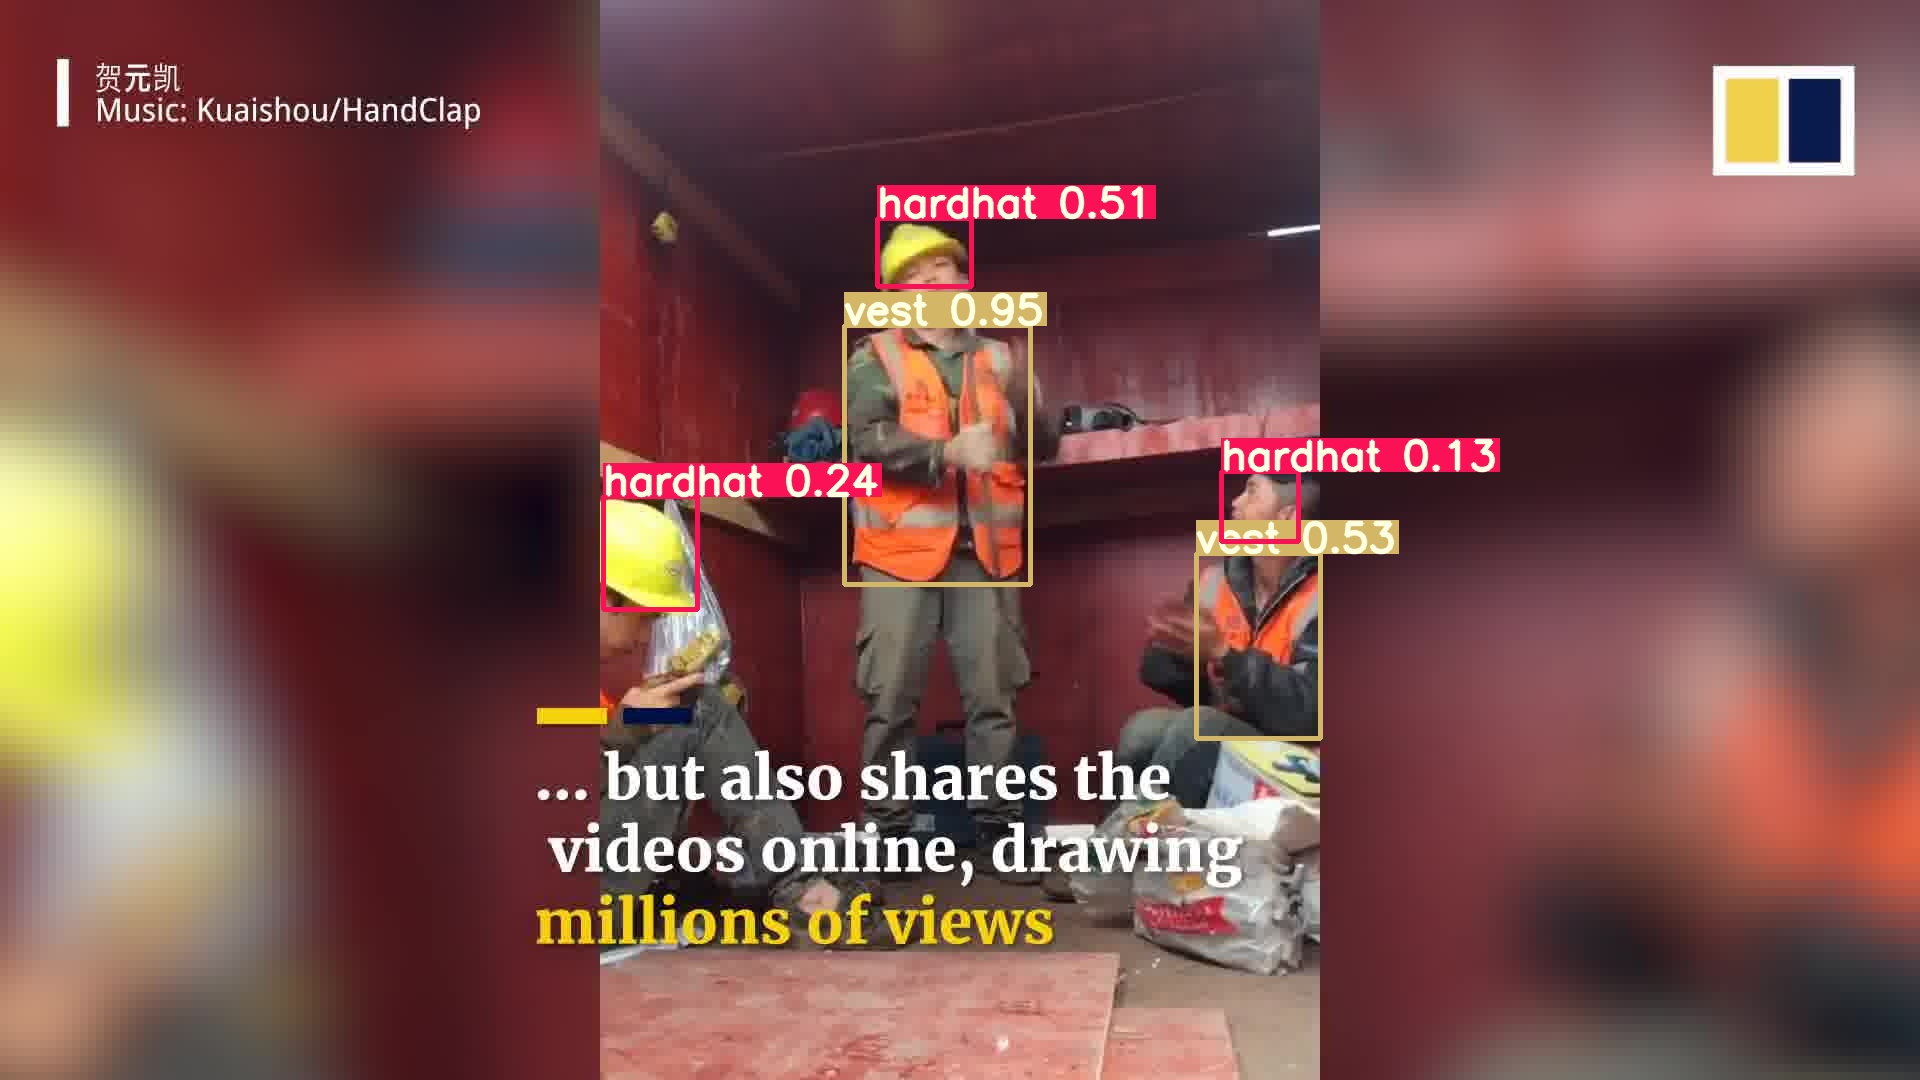 贺元凯
Music: Kuaishou/HandClap
hardhat 0.51
vest 0.95
hardhat 0.13
hardhat 0.24
vest 0.53
... but also shares the
videos online, drawing
millions of views